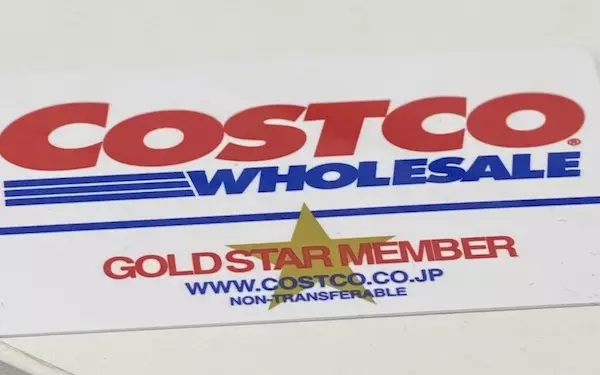 COSTCO®
WHOLESALE
GOLD STAR MEMBER
WWW.COSTCO.CO.JP
NON-TRANSFERABLE